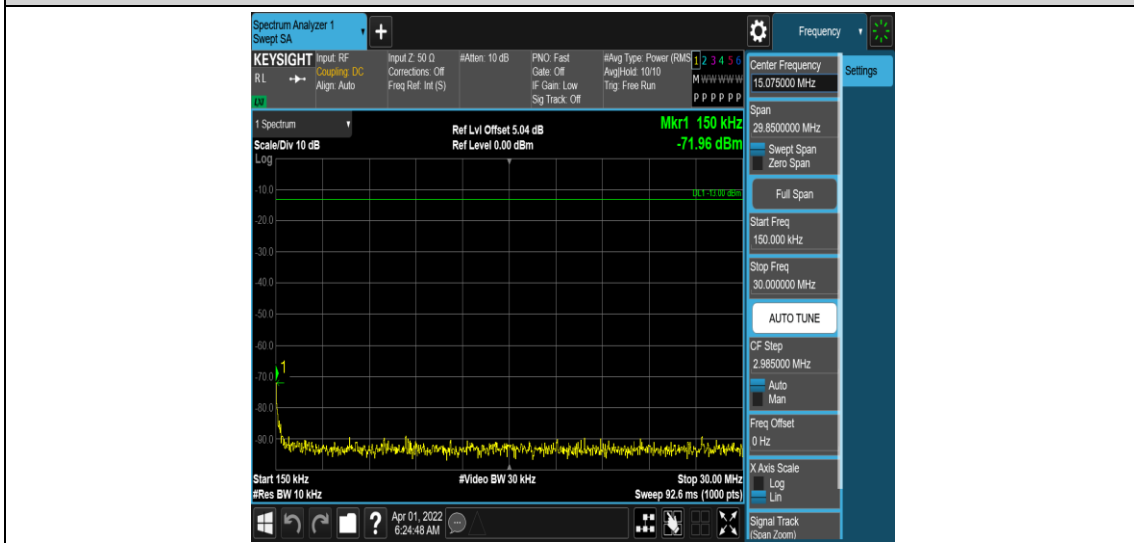 Spectrum Analyzer 1
Swept SA
+
Frequency
KEYSIGHT
RL
LXI
Input: RF
Coupling: DC
Align: Auto
Input Z: 50 Ω
Corrections: Off
Freq Ref: Int (S)
#Atten: 10 dB
PNO: Fast
Gate: Off
IF Gain: Low
Sig Track: Off
#Avg Type: Power (RMS
Avg|Hold: 10/10
Trig: Free Run
1 2 3 4 5 6
M W W W W W
P P P P P P
Center Frequency
15.075000 MHz
Settings
1 Spectrum
Ref Lvl Offset 5.04 dB
Mkr1 150 kHz
Scale/Div 10 dB
Ref Level 0.00 dBm
-71.96 dBm
Log
DL1 -13.00 dBm
-10.0
-20.0
-30.0
-40.0
-50.0
-60.0
-70.0
-80.0
-90.0
1
Start 150 kHz
#Video BW 30 kHz
Stop 30.00 MHz
#Res BW 10 kHz
Sweep 92.6 ms (1000 pts)
Span
29.8500000 MHz
Swept Span
Zero Span
Full Span
Start Freq
150.000 kHz
Stop Freq
30.000000 MHz
AUTO TUNE
CF Step
2.985000 MHz
Auto
Man
Freq Offset
0 Hz
X Axis Scale
Log
Lin
Signal Track
(Span Zoom)
?
Apr 01, 2022
6:24:48 AM